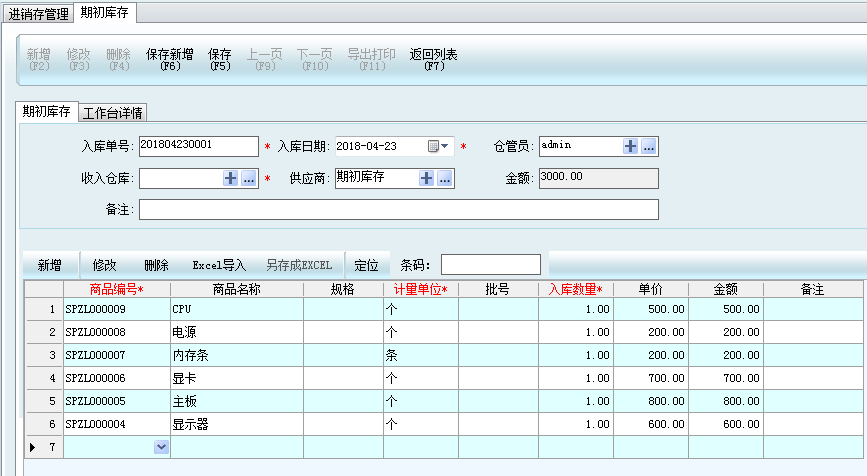 进销存管理 期初库存
新增 修改 删除 保存新增 保存 上一页 下一页 导出打印 返回列表
(F2) (F3) (F4) (F6) (F5) (F9) (F10) (F11) (F7)
期初库存 工作台详情
入库单号: 201804230001 * 入库日期: 2018-04-23 * 仓管员: admin
收入仓库: * 供应商: 期初库存 金额: 3000.00
备注:
新增 修改 删除 Excel导入 另存成EXCEL 定位 条码:
商品编号* 商品名称 规格 计量单位* 批号 入库数量* 单价 金额 备注
1 SPZL000009 CPU 个 1.00 500.00 500.00
2 SPZL000008 电源 个 1.00 200.00 200.00
3 SPZL000007 内存条 条 1.00 200.00 200.00
4 SPZL000006 显卡 个 1.00 700.00 700.00
5 SPZL000005 主板 个 1.00 800.00 800.00
6 SPZL000004 显示器 个 1.00 600.00 600.00
7